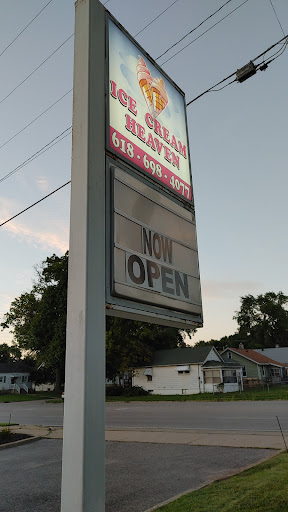 ICE CREAM
HEAVEN
618-698-4077
NOW
OPEN